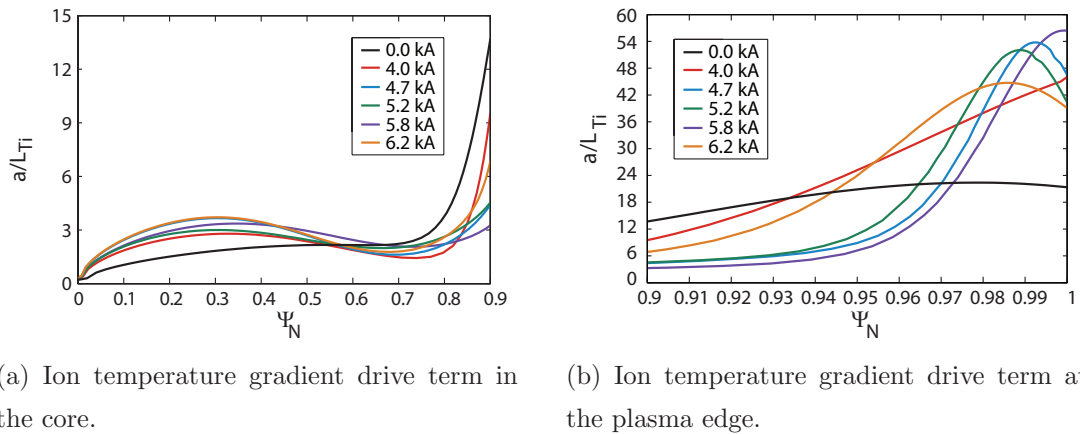 (a)
15
12
9
6
3
0
a/L_Ti
0.0 kA
4.0 kA
4.7 kA
5.2 kA
5.8 kA
6.2 kA
0 0.1 0.2 0.3 0.4 0.5 0.6 0.7 0.8 0.9
Ψ_N
(b)
60
54
48
42
36
30
24
18
12
6
0
a/L_Ti
0.0 kA
4.0 kA
4.7 kA
5.2 kA
5.8 kA
6.2 kA
0.9 0.91 0.92 0.93 0.94 0.95 0.96 0.97 0.98 0.99 1
Ψ_N
(a) Ion temperature gradient drive term in
the core.
(b) Ion temperature gradient drive term at
the plasma edge.